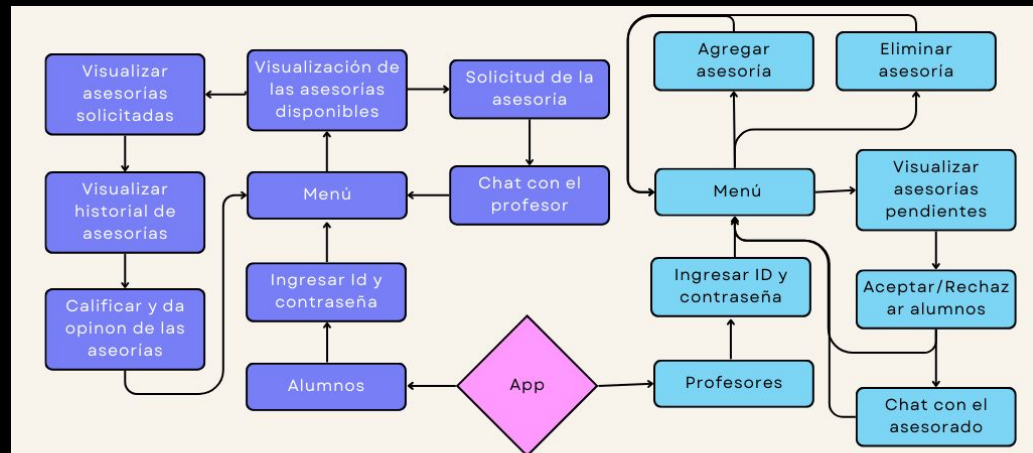 Visualizar
asesorías
solicitadas
Visualización de
las asesorías
disponibles
Solicitud de la
asesoría
Visualizar
historial de
asesorías
Menú
Chat con el
profesor
Calificar y da
opinon de las
aseorías
Ingresar Id y
contraseña
Alumnos
App
Agregar
asesoría
Eliminar
asesoría
Menú
Visualizar
asesorías
pendientes
Ingresar ID y
contraseña
Aceptar/Rechaz
ar alumnos
Profesores
Chat con el
asesorado